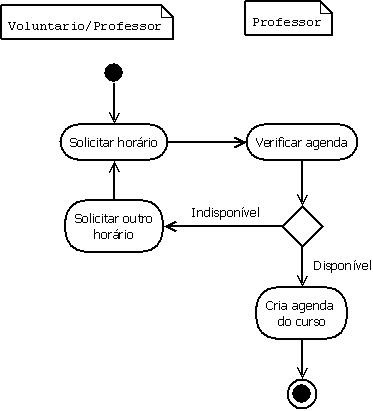 Voluntario/Professor
Professor
Solicitar horário
Verificar agenda
Indisponível
Solicitar outro
horário
Disponível
Cria agenda
do curso